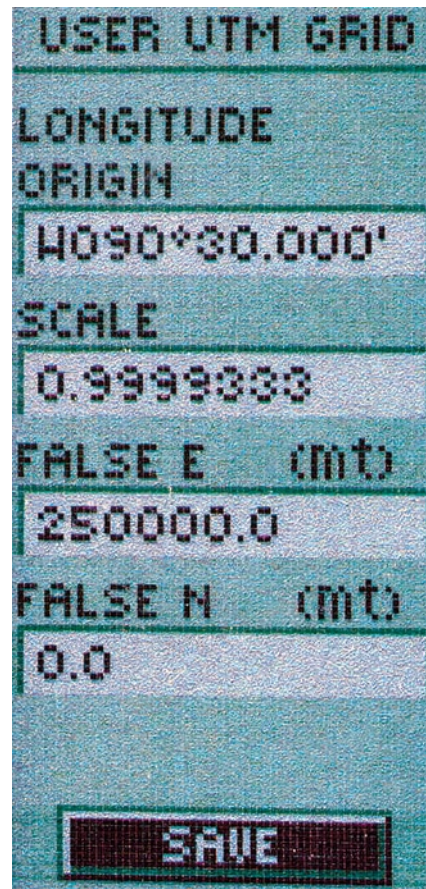 USER UTM GRID
LONGITUDE
ORIGIN
W090°30.000'
SCALE
0.9999333
FALSE E (mt)
250000.0
FALSE N (mt)
0.0
SAVE